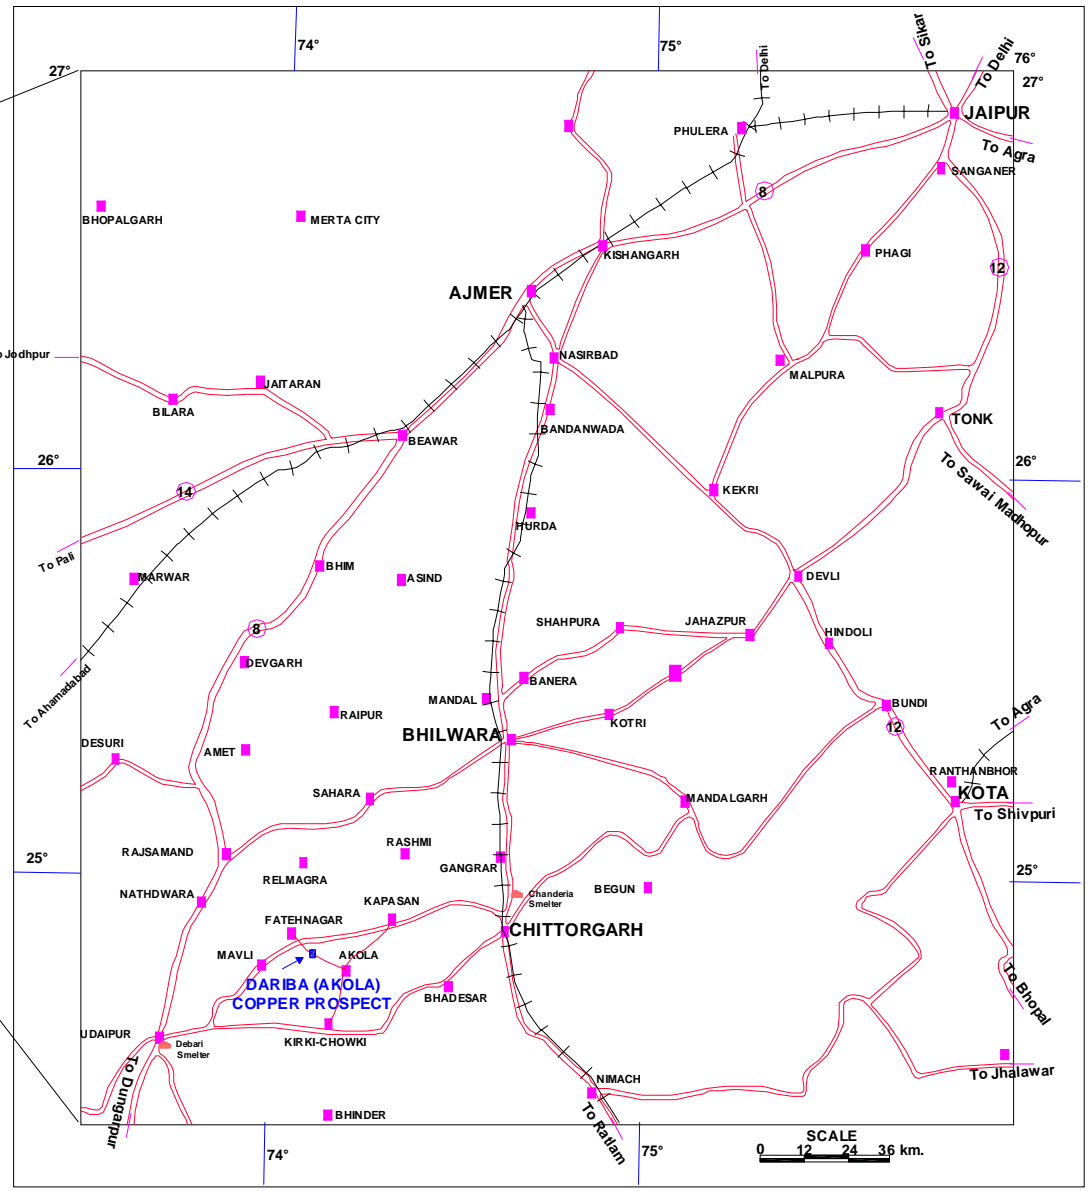 To Sikar
To Delhi
To Delhi
74°
75°
76°
27°
27°
JAIPUR
PHULERA
To Agra
SANGANER
8
BHOPALGARH
MERTA CITY
KISHANGARH
PHAGI
12
AJMER
o Jodhpur
NASIRBAD
MALPURA
JAITARAN
BILARA
BANDANWADA
TONK
BEAWAR
26°
26°
To Sawai Madhopur
14
KEKRI
HURDA
To Pali
MARWAR
BHIM
ASIND
DEVLI
8
SHAHPURA
JAHAZPUR
HINDOLI
DEVGARH
BANERA
To Ahamadabad
MANDAL
RAIPUR
KOTRI
BUNDI
To Agra
12
DESURI
AMET
BHILWARA
RANTHANBHOR
SAHARA
MANDALGARH
KOTA
To Shivpuri
RAJSAMAND
RASHMI
25°
RELMAGRA
GANGRAR
25°
NATHDWARA
KAPASAN
Chanderia
Smelter
BEGUN
FATEHNAGAR
CHITTORGARH
MAVLI
AKOLA
DARIBA (AKOLA)
COPPER PROSPECT
BHADESAR
To Bhopal
UDAIPUR
KIRKI-CHOWKI
Debari
Smelter
To Dungarpur
NIMACH
To Jhalawar
BHINDER
To Ratlam
74°
75°
SCALE
0 12 24 36 km.